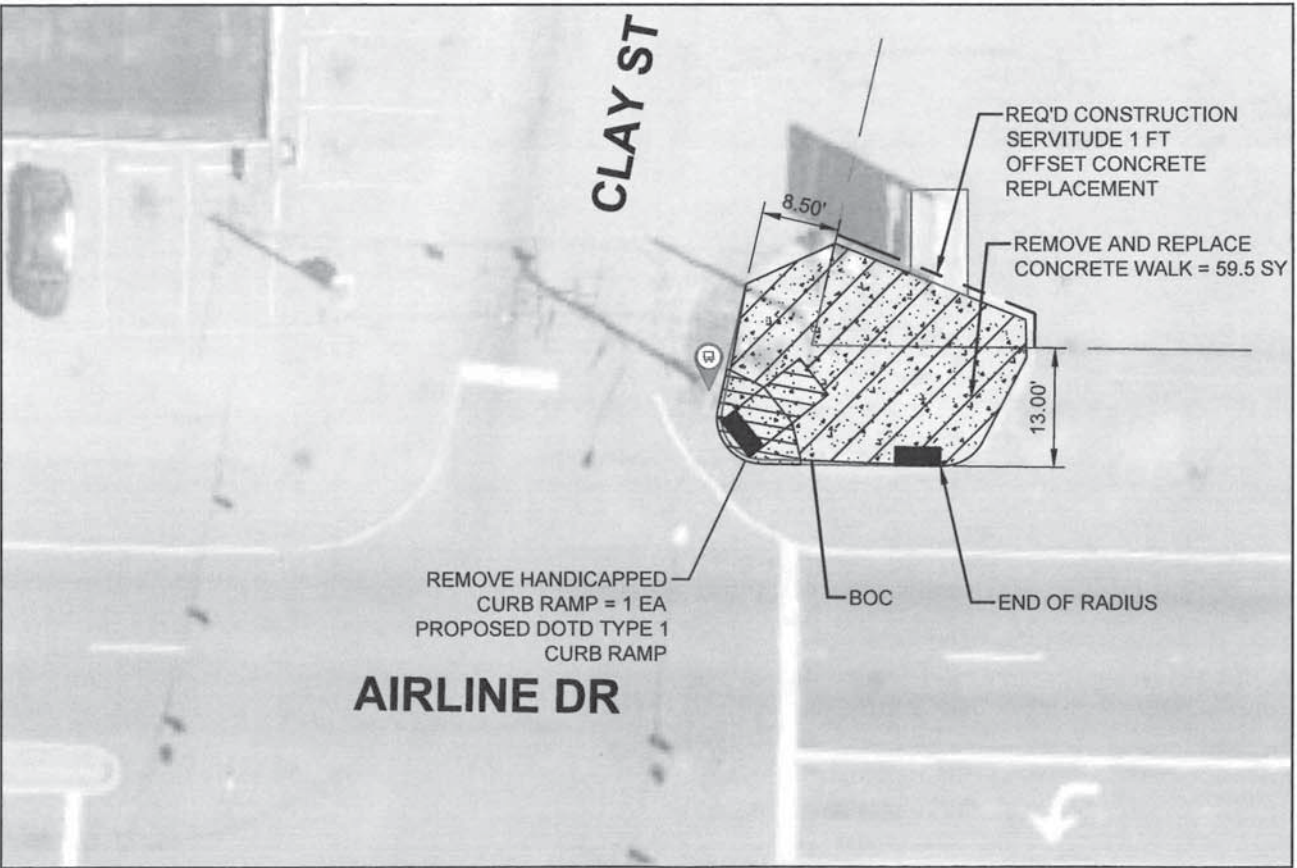 CLAY ST
REQ'D CONSTRUCTION
SERVITUDE 1 FT
OFFSET CONCRETE
REPLACEMENT
8.50'
REMOVE AND REPLACE
CONCRETE WALK = 59.5 SY
13.00'
REMOVE HANDICAPPED
CURB RAMP = 1 EA
PROPOSED DOTD TYPE 1
CURB RAMP
BOC
END OF RADIUS
AIRLINE DR